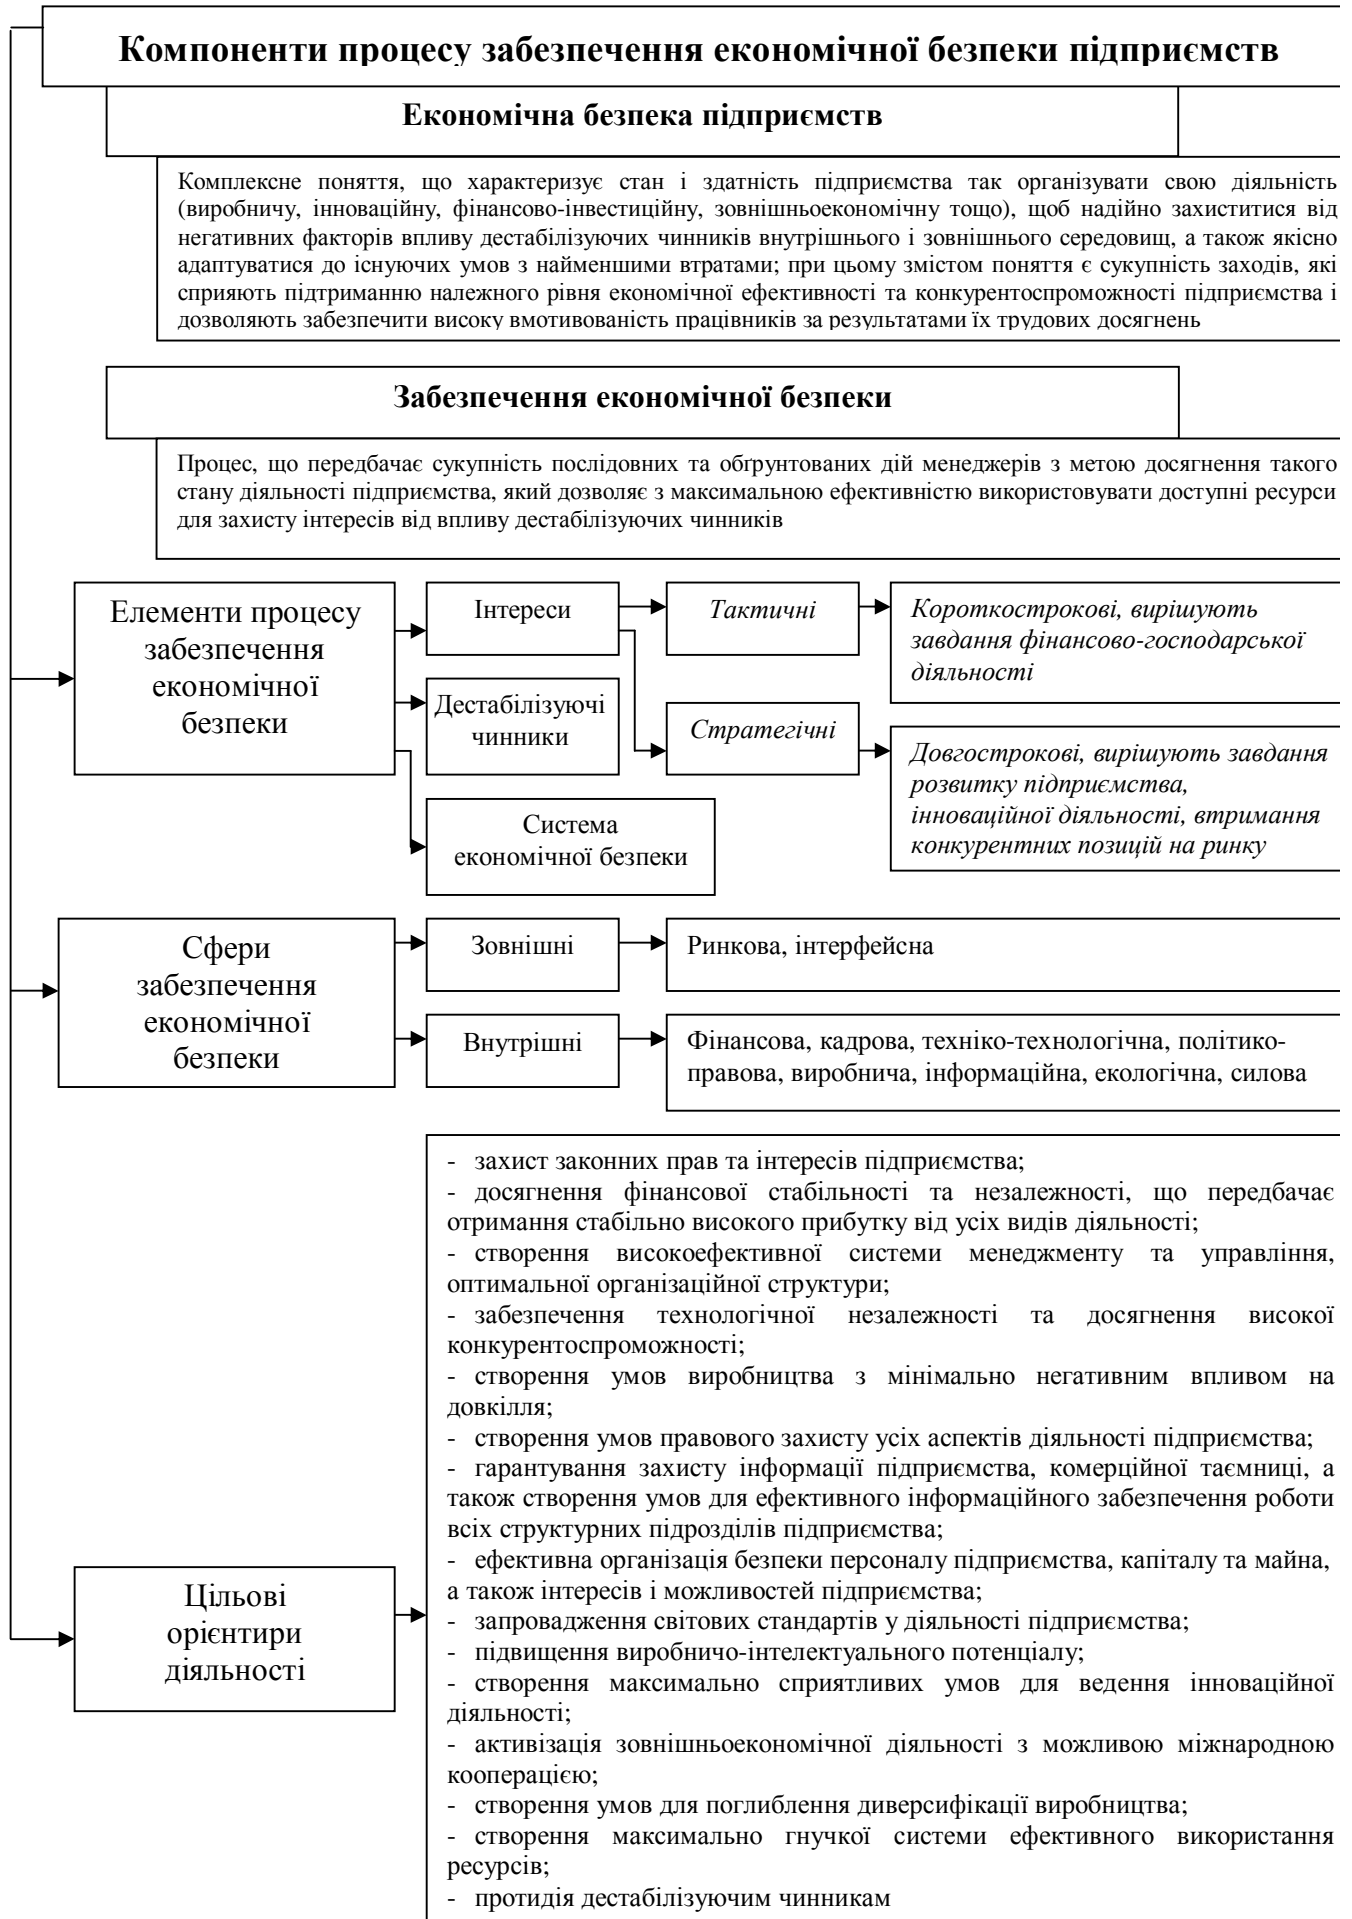 Компоненти процесу забезпечення економічної безпеки підприємств
Економічна безпека підприємств
Комплексне поняття, що характеризує стан і здатність підприємства так організувати свою діяльність
(виробничу, інноваційну, фінансово-інвестиційну, зовнішньоекономічну тощо), щоб надійно захиститися від
негативних факторів впливу дестабілізуючих чинників внутрішнього і зовнішнього середовищ, а також якісно
адаптуватися до існуючих умов з найменшими втратами; при цьому змістом поняття є сукупність заходів, які
сприяють підтриманню належного рівня економічної ефективності та конкурентоспроможності підприємства і
дозволяють забезпечити високу вмотивованість працівників за результатами їх трудових досягнень
Забезпечення економічної безпеки
Процес, що передбачає сукупність послідовних та обґрунтованих дій менеджерів з метою досягнення такого
стану діяльності підприємства, який дозволяє з максимальною ефективністю використовувати доступні ресурси
для захисту інтересів від впливу дестабілізуючих чинників
Елементи процесу
забезпечення
економічної
безпеки
Інтереси
Тактичні
Короткострокові, вирішують
завдання фінансово-господарської
діяльності
Дестабілізуючі
чинники
Стратегічні
Довгострокові, вирішують завдання
розвитку підприємства,
інноваційної діяльності, втримання
конкурентних позицій на ринку
Система
економічної безпеки
Сфери
забезпечення
економічної
безпеки
Зовнішні
Ринкова, інтерфейсна
Внутрішні
Фінансова, кадрова, техніко-технологічна, політико-
правова, виробнича, інформаційна, екологічна, силова
Цільові
орієнтири
діяльності
- захист законних прав та інтересів підприємства;
- досягнення фінансової стабільності та незалежності, що передбачає
отримання стабільно високого прибутку від усіх видів діяльності;
- створення високоефективної системи менеджменту та управління,
оптимальної організаційної структури;
- забезпечення технологічної незалежності та досягнення високої
конкурентоспроможності;
- створення умов виробництва з мінімально негативним впливом на
довкілля;
- створення умов правового захисту усіх аспектів діяльності підприємства;
- гарантування захисту інформації підприємства, комерційної таємниці, а
також створення умов для ефективного інформаційного забезпечення роботи
всіх структурних підрозділів підприємства;
- ефективна організація безпеки персоналу підприємства, капіталу та майна,
а також інтересів і можливостей підприємства;
- запровадження світових стандартів у діяльності підприємства;
- підвищення виробничо-інтелектуального потенціалу;
- створення максимально сприятливих умов для ведення інноваційної
діяльності;
- активізація зовнішньоекономічної діяльності з можливою міжнародною
кооперацією;
- створення умов для поглиблення диверсифікації виробництва;
- створення максимально гнучкої системи ефективного використання
ресурсів;
- протидія дестабілізуючим чинникам